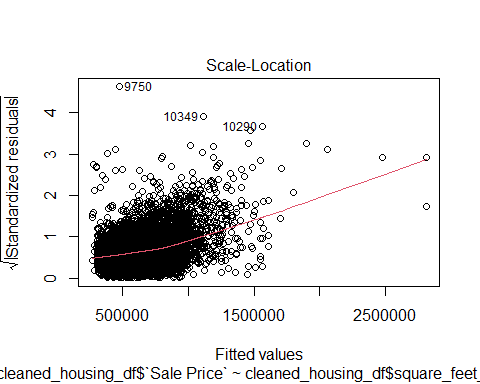 Scale-Location
√|Standardized residuals|
4
3
2
1
0
9750
10349
10290
500000
1500000
2500000
Fitted values
cleaned_housing_df$`Sale Price` ~ cleaned_housing_df$square_feet_